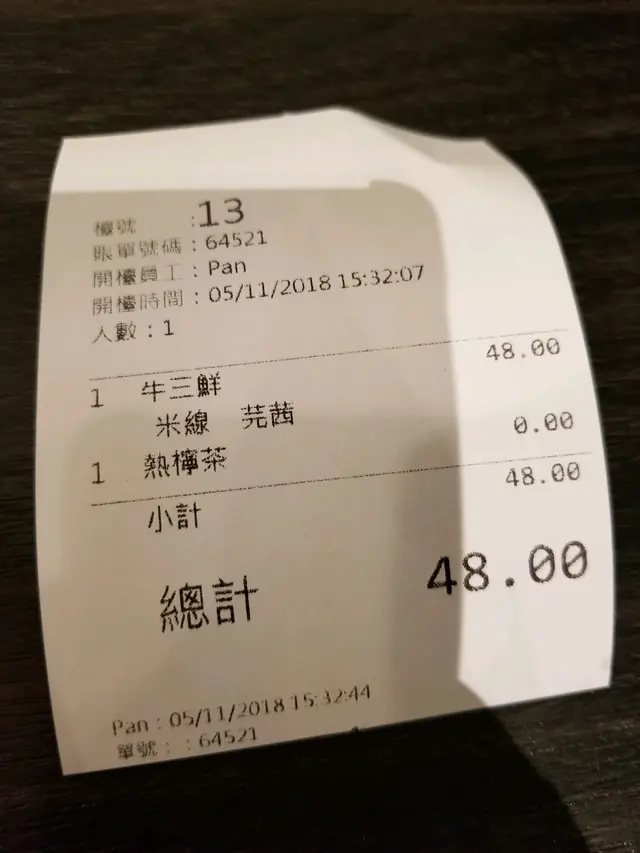 檯號 :13
賬單號碼：64521
開檯員工：Pan
開檯時間：05/11/2018 15:32:07
人數：1
1 牛三鮮 48.00
米線 芫茜
1 熱檸茶 0.00
小計 48.00
總計 48.00
Pan：05/11/2018 15:32:44
單號：：64521